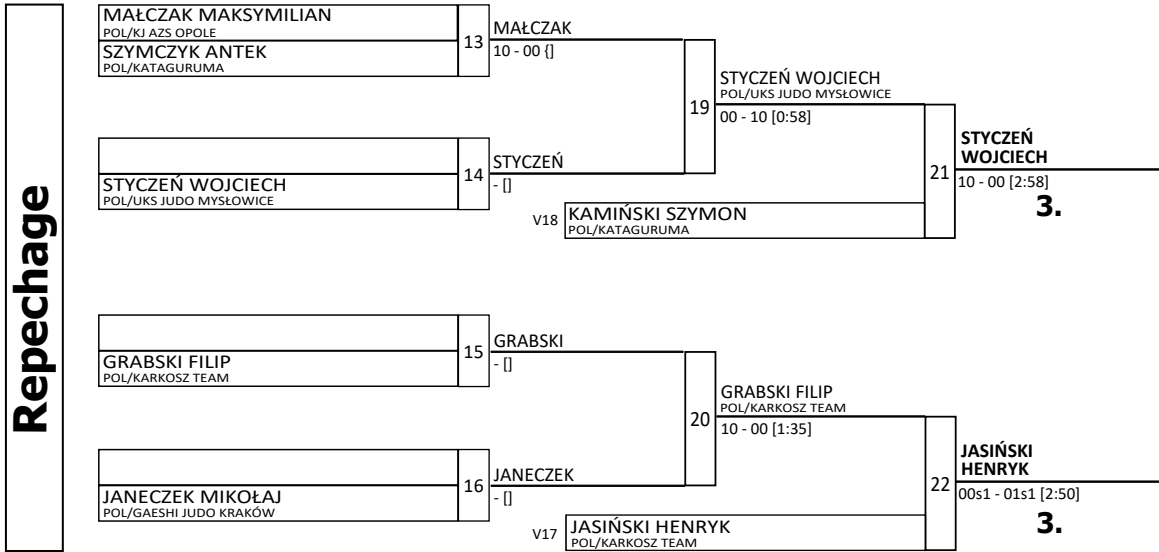 Repechage
MAŁCZAK MAKSYMILIAN
POL/KJ AZS OPOLE
SZYMCZYK ANTEK
POL/KATAGURUMA
13
MAŁCZAK
10 - 00 {]
STYCZEŃ WOJCIECH
POL/UKS JUDO MYSŁOWICE
14
STYCZEŃ
- []
19
STYCZEŃ WOJCIECH
POL/UKS JUDO MYSŁOWICE
00 - 10 [0:58]
V18
KAMIŃSKI SZYMON
POL/KATAGURUMA
21
STYCZEŃ
WOJCIECH
10 - 00 [2:58]
3.
GRABSKI FILIP
POL/KARKOSZ TEAM
15
GRABSKI
- []
JANECZEK MIKOŁAJ
POL/GAESHI JUDO KRAKÓW
16
JANECZEK
- []
20
GRABSKI FILIP
POL/KARKOSZ TEAM
10 - 00 [1:35]
V17
JASIŃSKI HENRYK
POL/KARKOSZ TEAM
22
JASIŃSKI
HENRYK
00s1 - 01s1 [2:50]
3.